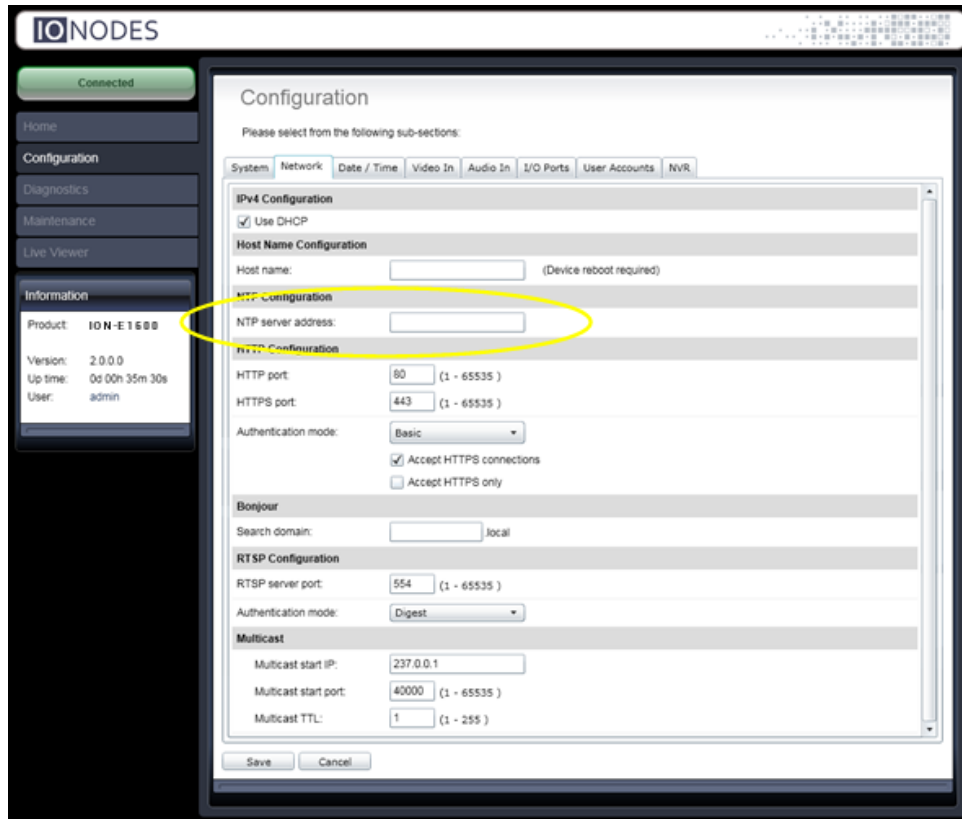 IONODES
Connected
Home
Configuration
Diagnostics
Maintenance
Live Viewer
Information
Product: ION-E1600
Version: 2.0.0.0
Up time: 0d 00h 35m 30s
User: admin
Configuration
Please select from the following sub-sections:
System Network Date / Time Video In Audio In I/O Ports User Accounts NVR
IPv4 Configuration
Use DHCP
Host Name Configuration
Host name: (Device reboot required)
NTP Configuration
NTP server address:
HTTP Configuration
HTTP port: 80 (1 - 65535 )
HTTPS port: 443 (1 - 65535 )
Authentication mode: Basic
Accept HTTPS connections
Accept HTTPS only
Bonjour
Search domain: .local
RTSP Configuration
RTSP server port: 554 (1 - 65535 )
Authentication mode: Digest
Multicast
Multicast start IP: 237.0.0.1
Multicast start port: 40000 (1 - 65535 )
Multicast TTL: 1 (1 - 255 )
Save Cancel